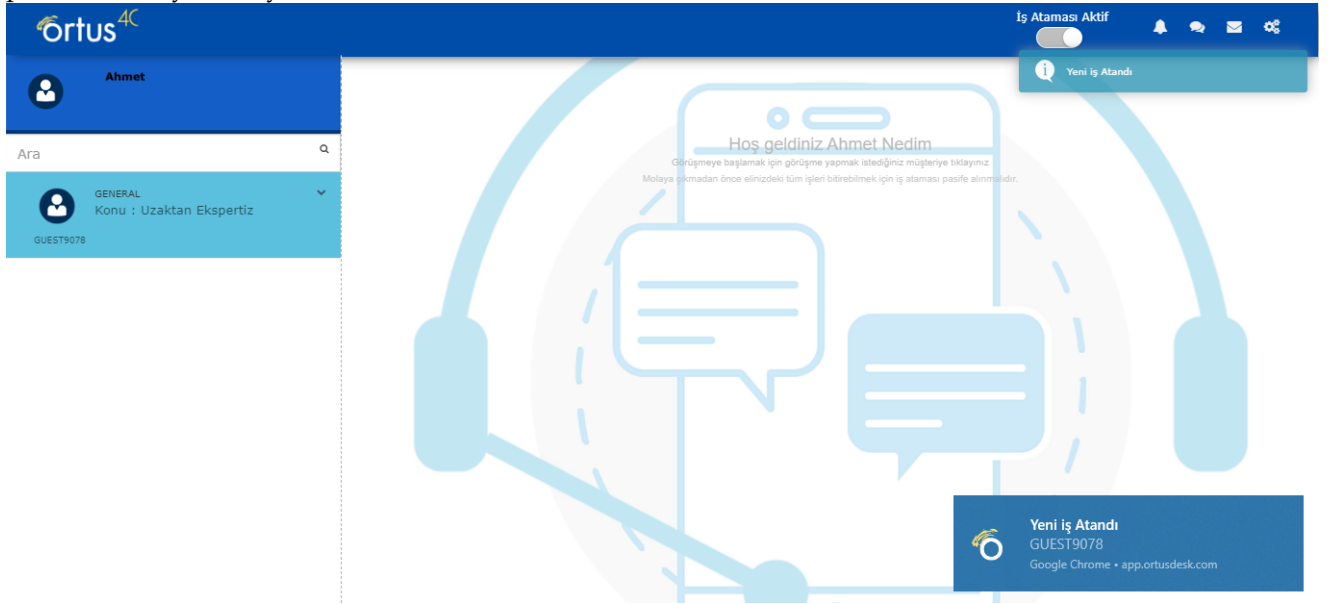 örtus4C
İş Ataması Aktif
Yeni iş Atandı
Ahmet
Ara
GENERAL
Konu : Uzaktan Ekspertiz
GUEST9078
Hoş geldiniz Ahmet Nedim
Görüşmeye başlamak için görüşme yapmak istediğiniz müşteriye tıklayınız
Molaya çıkmadan önce elinizdeki tüm işleri bitirebilmek için iş ataması pasife alınmalıdır.
Yeni iş Atandı
GUEST9078
Google Chrome • app.ortusdesk.com